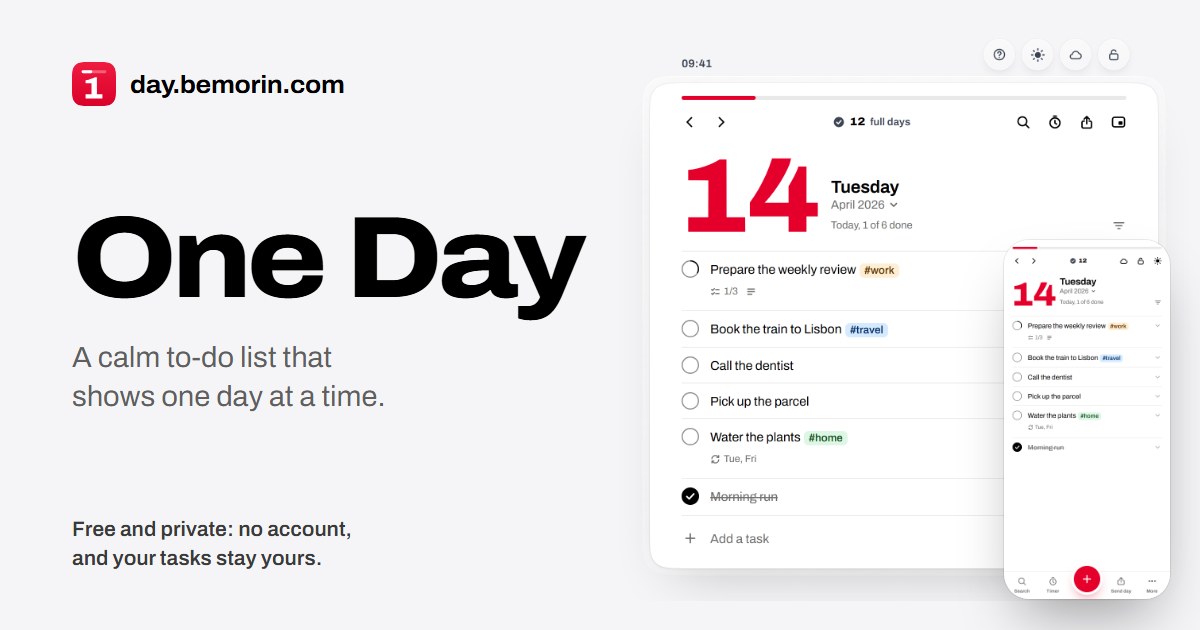 1
day.bemorin.com
One Day
A calm to-do list that
shows one day at a time.
Free and private: no account,
and your tasks stay yours.
09:41
12 full days
14
Tuesday
April 2026
Today, 1 of 6 done
Prepare the weekly review #work
1/3
Book the train to Lisbon #travel
Call the dentist
Pick up the parcel
Water the plants #home
Tue, Fri
Morning run
Add a task
12
14
Tuesday
April 2026
Today, 1 of 6 done
Prepare the weekly review #work
1/3
Book the train to Lisbon #travel
Call the dentist
Pick up the parcel
Water the plants #home
Tue, Fri
Morning run
Search
Timer
Send day
More